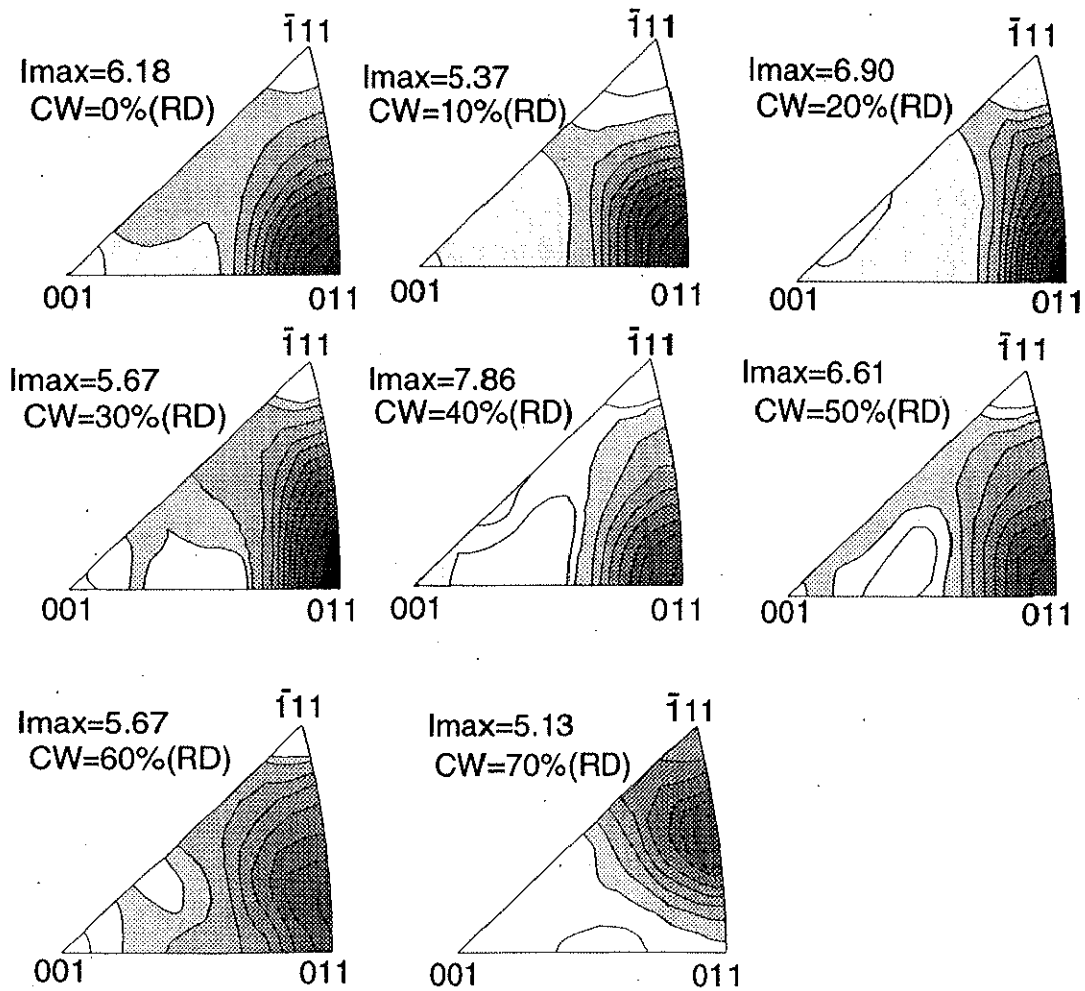 1̄11
Imax=6.18
CW=0%(RD)
001 011
1̄11
Imax=5.37
CW=10%(RD)
001 011
1̄11
Imax=6.90
CW=20%(RD)
001 011
1̄11
Imax=5.67
CW=30%(RD)
001 011
1̄11
Imax=7.86
CW=40%(RD)
001 011
1̄11
Imax=6.61
CW=50%(RD)
001 011
1̄11
Imax=5.67
CW=60%(RD)
001 011
1̄11
Imax=5.13
CW=70%(RD)
001 011